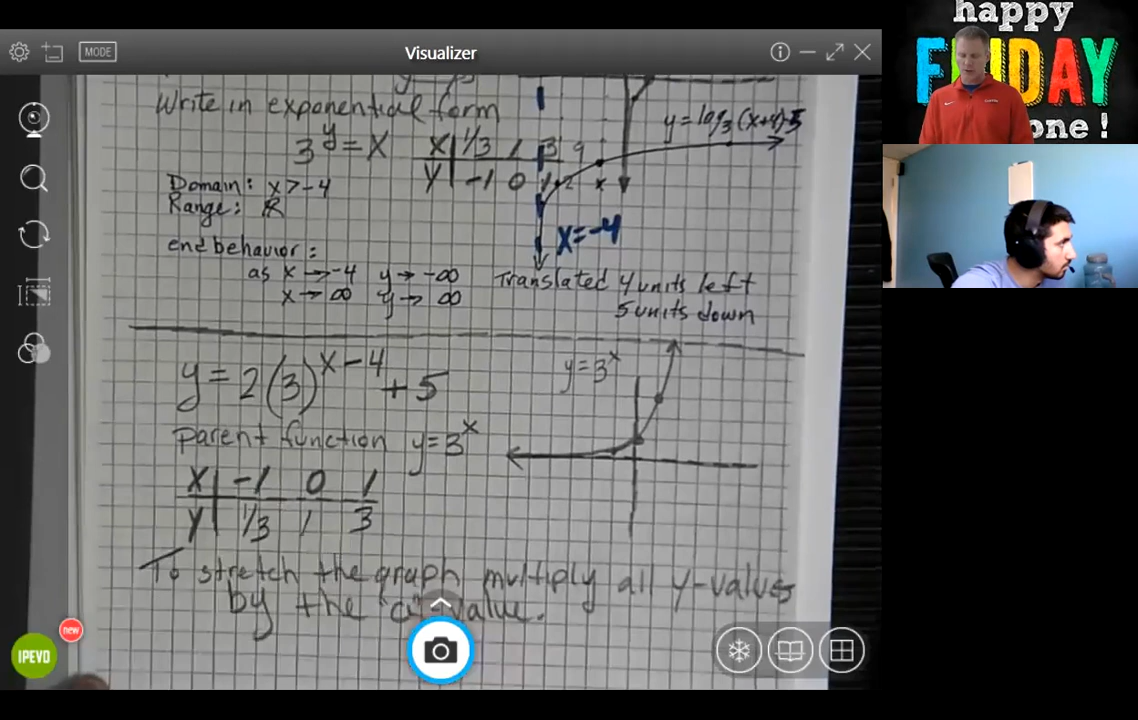 MODE
Visualizer
Write in exponential form
3^y = X
X | 1/3 1 3 9
Y | -1 0 1 2
y = log₃(x+4)-5
Domain: x > -4
Range: ℝ
x = -4
end behavior:
as x → -4 y → -∞
x → ∞ y → ∞
Translated 4 units left
5 units down
y = 2(3)^(x-4) + 5
y = 3^x
parent function y = 3^x
X | -1 0 1
Y | 1/3 1 3
To stretch the graph multiply all y-values
by the "a" value.
new
IPEVO
happy
FRIDAY
one !